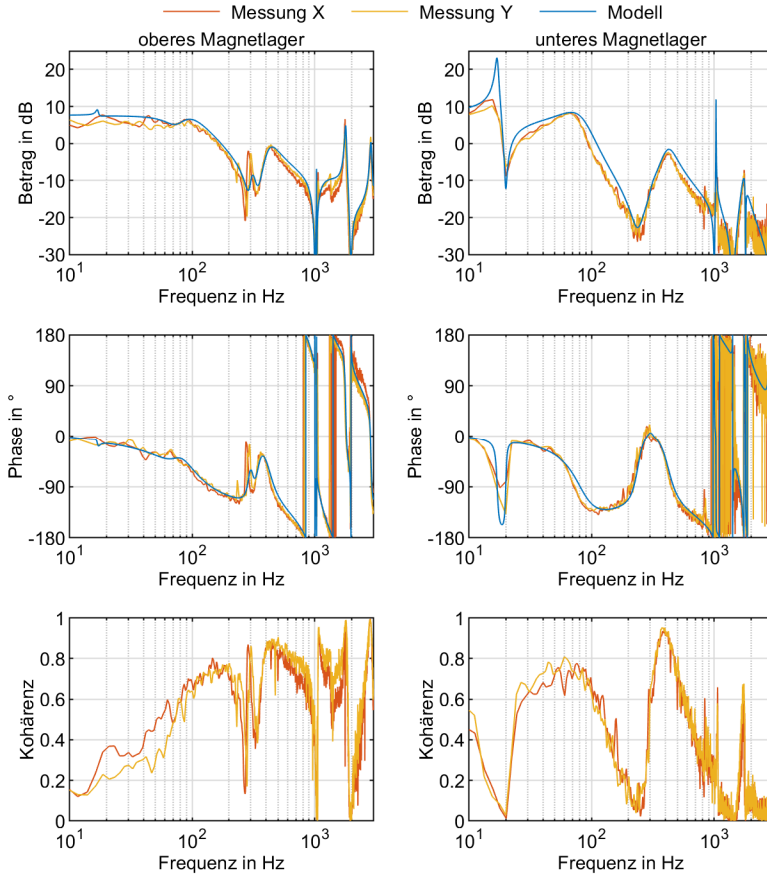 Messung X Messung Y Modell
oberes Magnetlager unteres Magnetlager
Betrag in dB
20
10
0
-10
-20
-30
10^1 10^2 10^3
Frequenz in Hz
Betrag in dB
20
10
0
-10
-20
-30
10^1 10^2 10^3
Frequenz in Hz
Phase in °
180
90
0
-90
-180
10^1 10^2 10^3
Frequenz in Hz
Phase in °
180
90
0
-90
-180
10^1 10^2 10^3
Frequenz in Hz
Kohärenz
1
0.8
0.6
0.4
0.2
0
10^1 10^2 10^3
Frequenz in Hz
Kohärenz
1
0.8
0.6
0.4
0.2
0
10^1 10^2 10^3
Frequenz in Hz